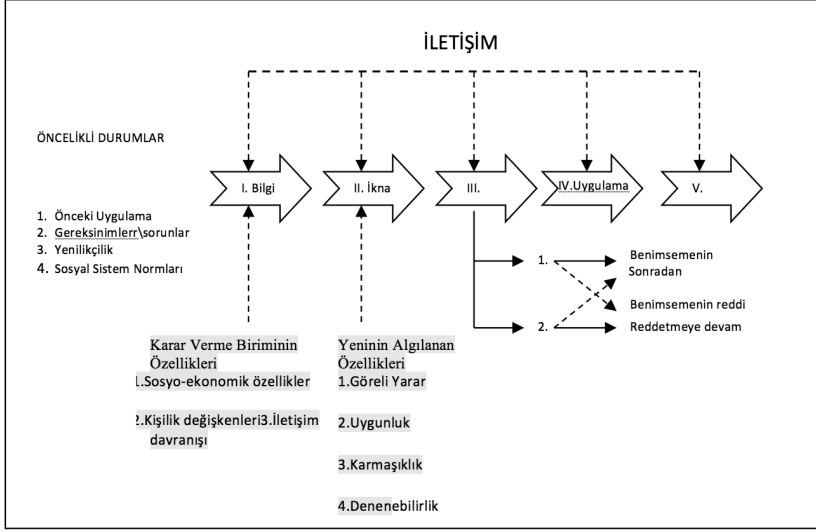 İLETİŞİM
ÖNCELİKLİ DURUMLAR
I. Bilgi
II. İkna
III.
IV.Uygulama
V.
1. Önceki Uygulama
2. Gereksinimlerr\sorunlar
3. Yenilikçilik
4. Sosyal Sistem Normları
1.
Benimsemenin
Sonradan
Benimsemenin reddi
2.
Reddetmeye devam
Karar Verme Biriminin
Özellikleri
1.Sosyo-ekonomik özellikler
2.Kişilik değişkenleri3.İletişim
davranışı
Yeninin Algılanan
Özellikleri
1.Göreli Yarar
2.Uygunluk
3.Karmaşıklık
4.Denenebilirlik